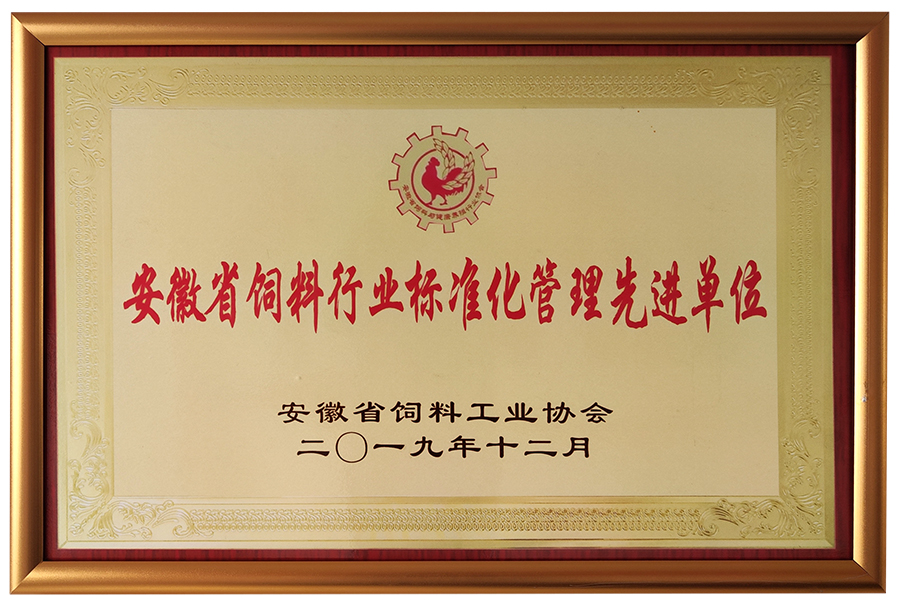 安徽省饲料行业标准化管理先进单位
安徽省饲料工业协会
二〇一九年十二月